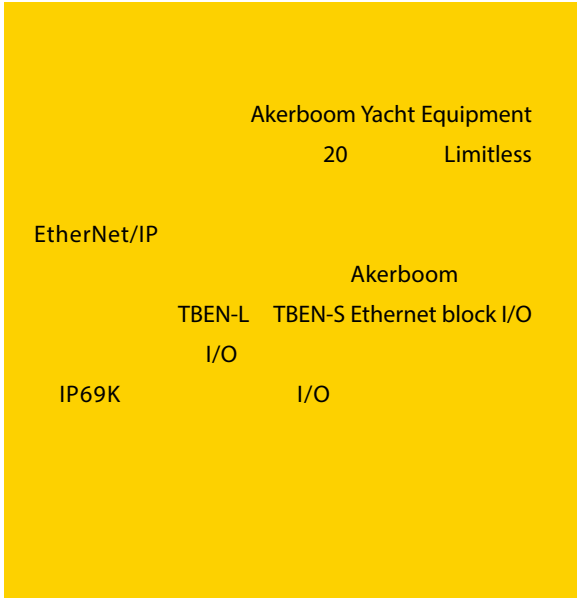 Akerboom Yacht Equipment
20 Limitless
EtherNet/IP
Akerboom
TBEN-L TBEN-S Ethernet block I/O
I/O
IP69K I/O